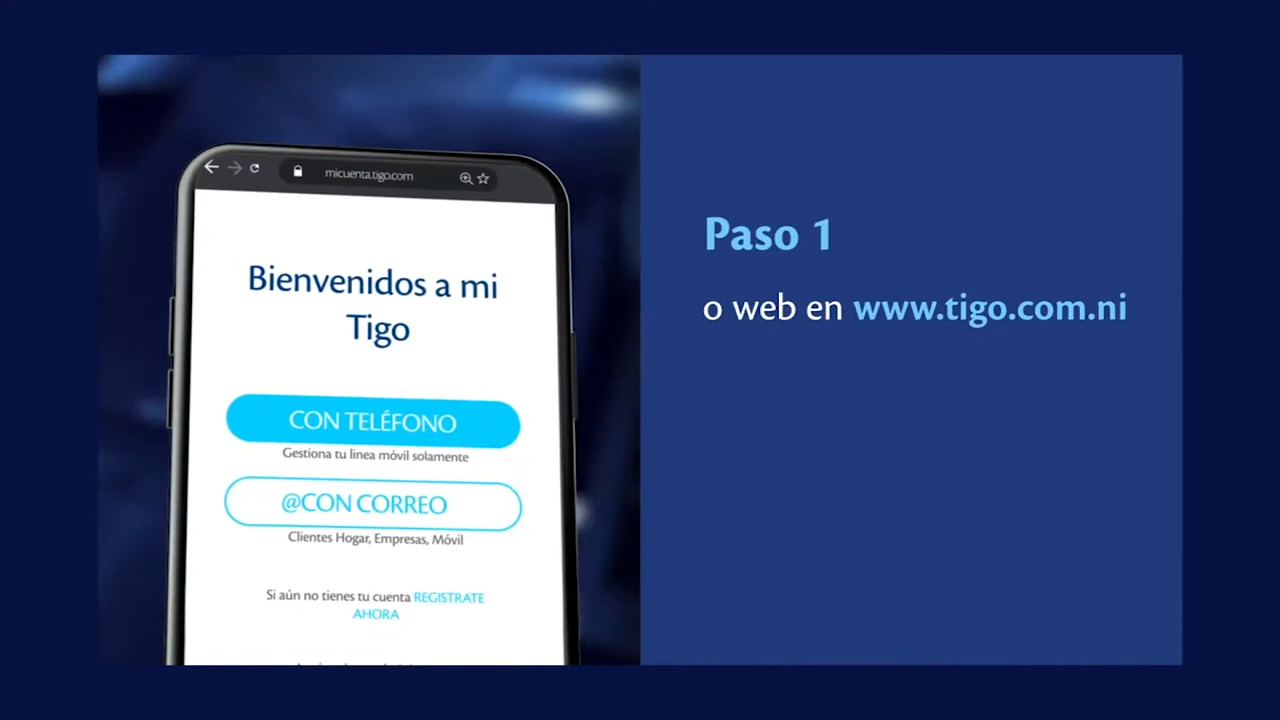 micuenta.tigo.com
Bienvenidos a mi
Tigo
CON TELÉFONO
Gestiona tu linea móvil solamente
@CON CORREO
Clientes Hogar, Empresas, Móvil
Si aún no tienes tu cuenta REGISTRATE
AHORA
Paso 1
o web en www.tigo.com.ni